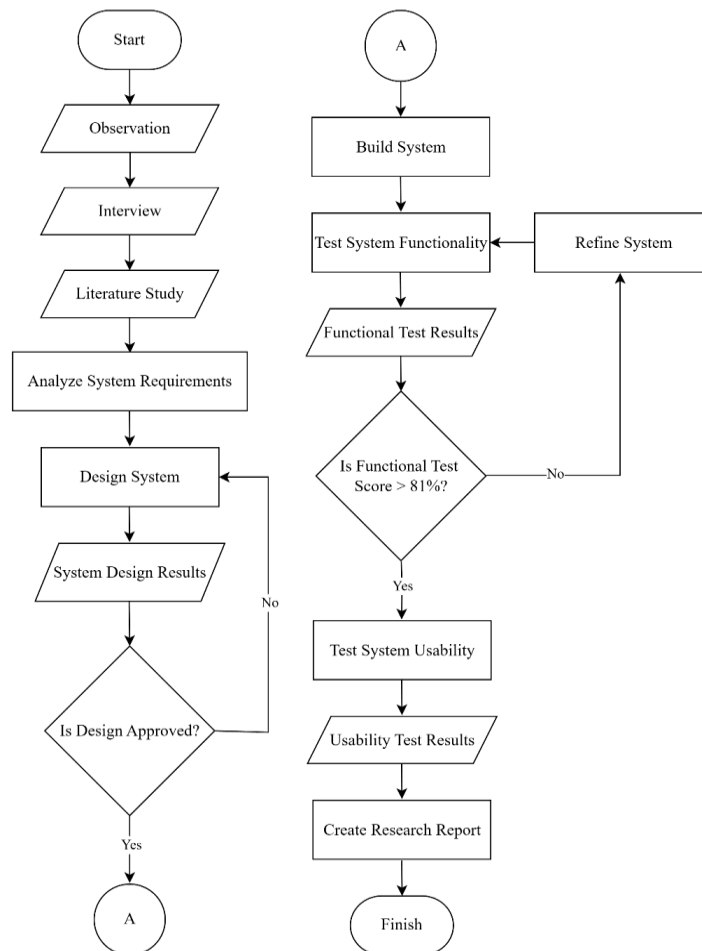 Start
Observation
Interview
Literature Study
Analyze System Requirements
Design System
System Design Results
No
Is Design Approved?
Yes
A
A
Build System
Test System Functionality
Refine System
Functional Test Results
Is Functional Test
Score > 81%?
No
Yes
Test System Usability
Usability Test Results
Create Research Report
Finish